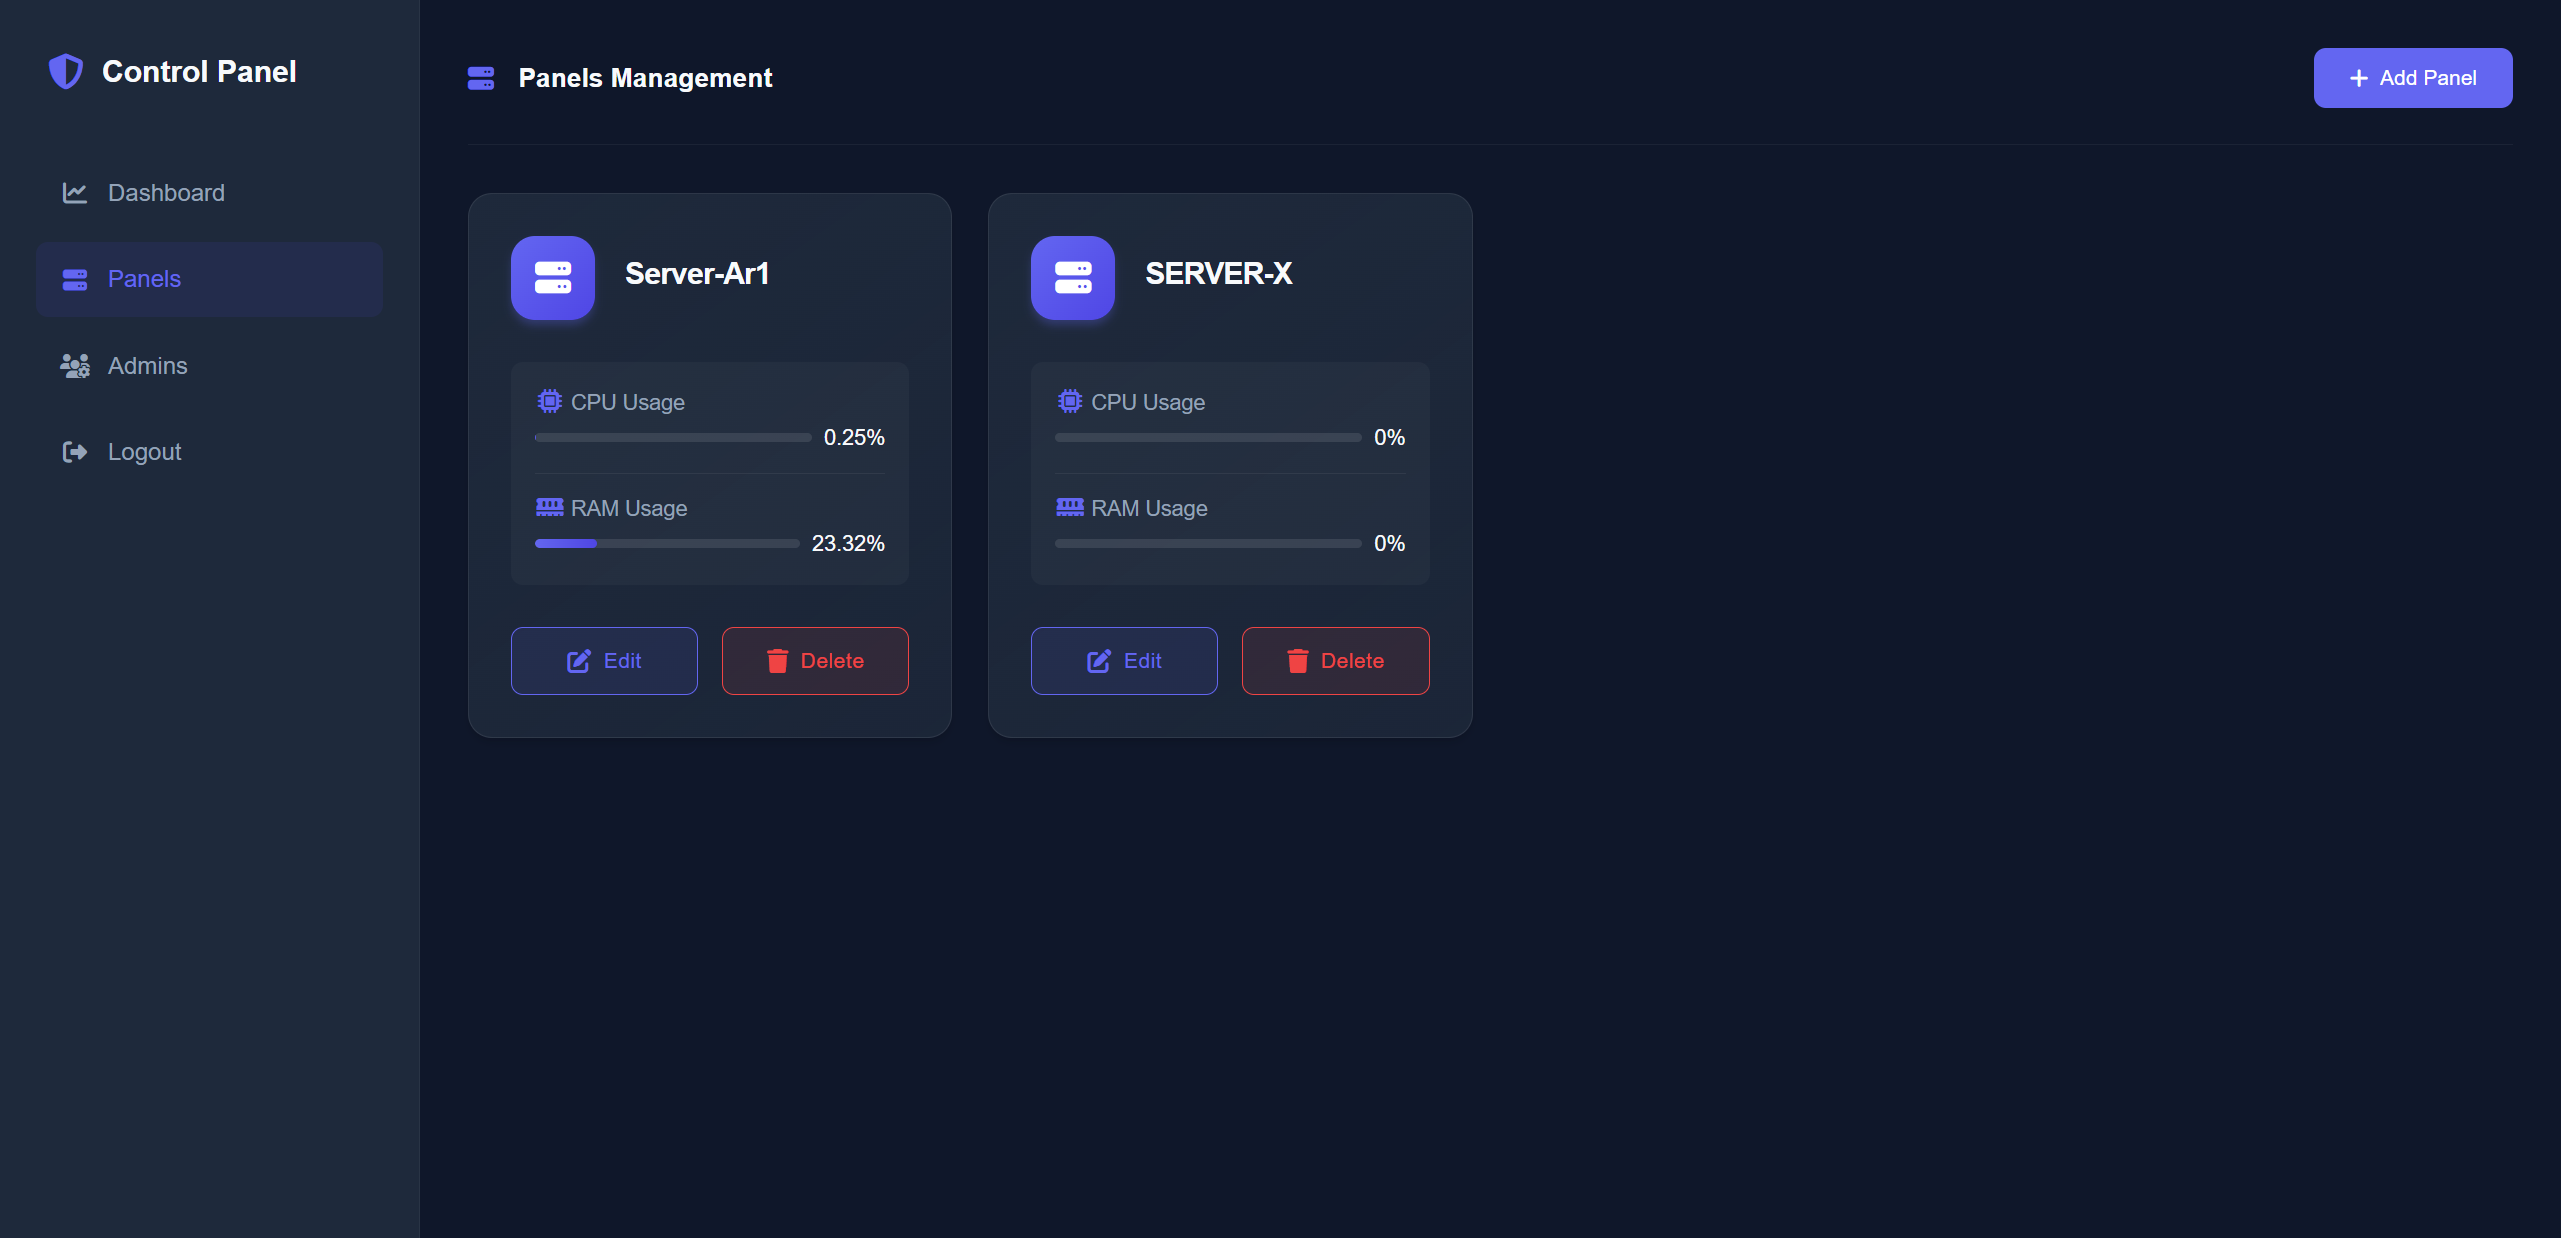 Control Panel
Dashboard
Panels
Admins
Logout
Panels Management
Add Panel
Server-Ar1
CPU Usage
0.25%
RAM Usage
23.32%
Edit
Delete
SERVER-X
CPU Usage
0%
RAM Usage
0%
Edit
Delete